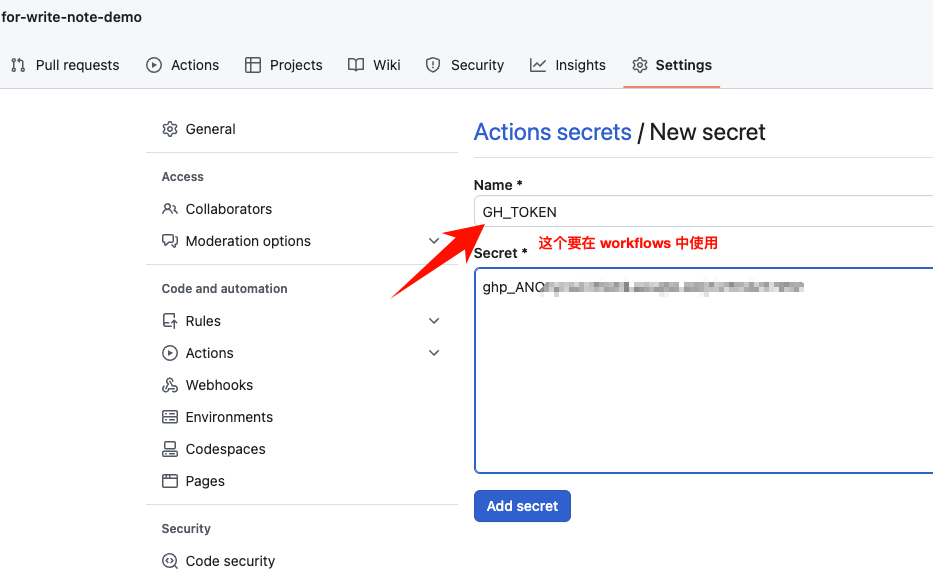 for-write-note-demo
Pull requests Actions Projects Wiki Security Insights Settings
General
Access
Collaborators
Moderation options
Code and automation
Rules
Actions
Webhooks
Environments
Codespaces
Pages
Security
Code security
Actions secrets / New secret
Name *
GH_TOKEN
这个要在 workflows 中使用
Secret *
ghp_ANC
Add secret